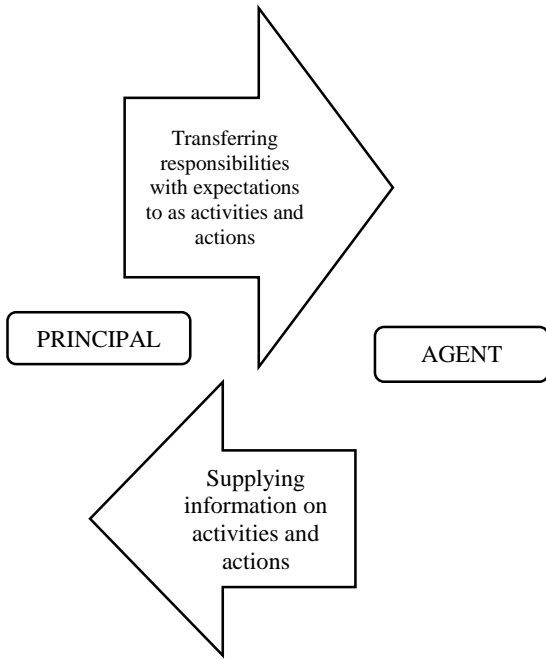 Transferring
responsibilities
with expectations
to as activities and
actions
PRINCIPAL
AGENT
Supplying
information on
activities and
actions